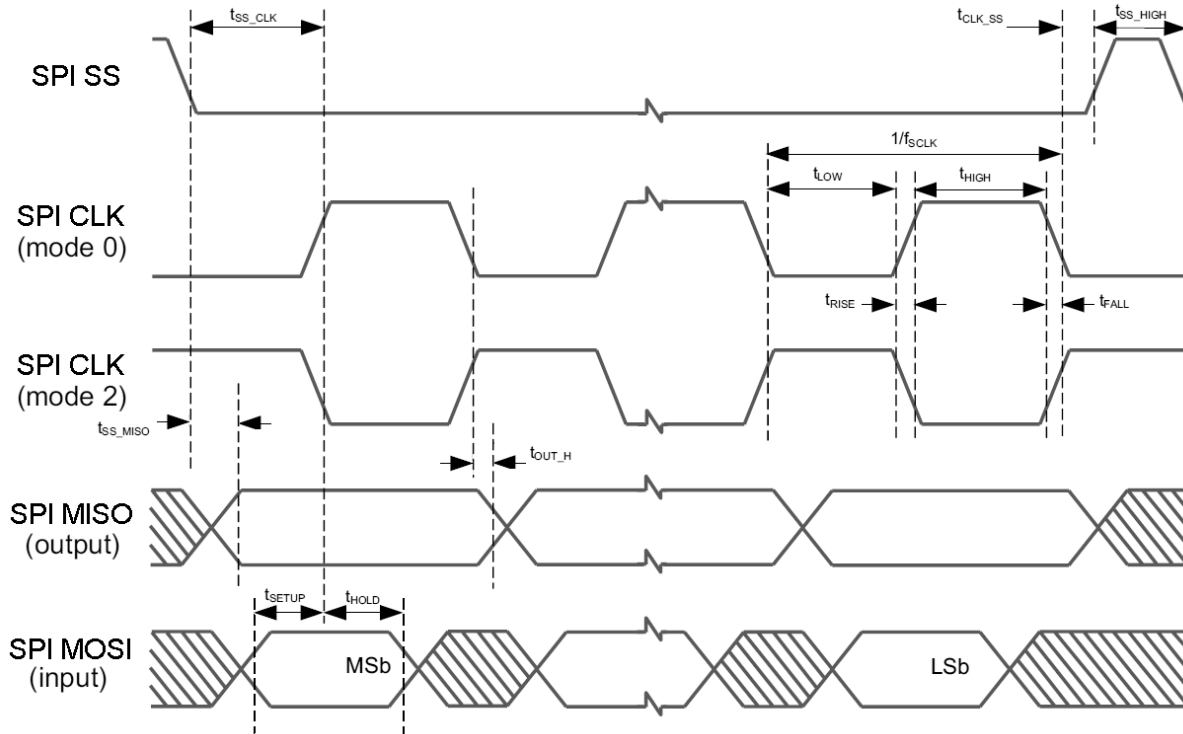 tSS_CLK
tCLK_SS
tSS_HIGH
SPI SS
1/fSCLK
tLOW
tHIGH
SPI CLK
(mode 0)
tRISE
tFALL
SPI CLK
(mode 2)
tSS_MISO
tOUT_H
SPI MISO
(output)
tSETUP
tHOLD
SPI MOSI
(input)
MSb
LSb